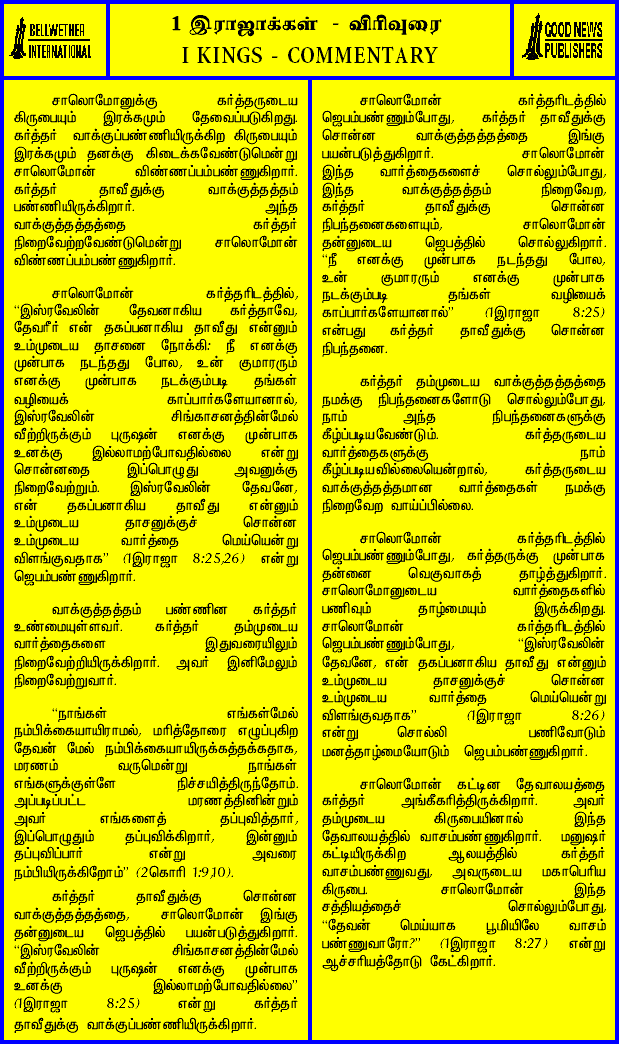 BELLWETHER
INTERNATIONAL
1 இராஜாக்கள் - விரிவுரை
I KINGS - COMMENTARY
GOOD NEWS
PUBLISHERS
சாலொமோனுக்கு கர்த்தருடைய
கிருபையும் இரக்கமும் தேவைப்படுகிறது.
கர்த்தர் வாக்குப்பண்ணியிருக்கிற கிருபையும்
இரக்கமும் தனக்கு கிடைக்கவேண்டுமென்று
சாலொமோன் விண்ணப்பம்பண்ணுகிறார்.
கர்த்தர் தாவீதுக்கு வாக்குத்தத்தம்
பண்ணியிருக்கிறார். அந்த
வாக்குத்தத்தத்தை கர்த்தர்
நிறைவேற்றவேண்டுமென்று சாலொமோன்
விண்ணப்பம்பண்ணுகிறார்.
சாலொமோன் கர்த்தரிடத்தில்,
“இஸ்ரவேலின் தேவனாகிய கர்த்தாவே,
தேவரீர் என் தகப்பனாகிய தாவீது என்னும்
உம்முடைய தாசனை நோக்கி: நீ எனக்கு
முன்பாக நடந்தது போல, உன் குமாரரும்
எனக்கு முன்பாக நடக்கும்படி தங்கள்
வழியைக் காப்பார்களேயானால்,
இஸ்ரவேலின் சிங்காசனத்தின்மேல்
வீற்றிருக்கும் புருஷன் எனக்கு முன்பாக
உனக்கு இல்லாமற்போவதில்லை என்று
சொன்னதை இப்பொழுது அவனுக்கு
நிறைவேற்றும். இஸ்ரவேலின் தேவனே,
என் தகப்பனாகிய தாவீது என்னும்
உம்முடைய தாசனுக்குச் சொன்ன
உம்முடைய வார்த்தை மெய்யென்று
விளங்குவதாக” (1இராஜா 8:25,26) என்று
ஜெபம்பண்ணுகிறார்.
வாக்குத்தத்தம் பண்ணின கர்த்தர்
உண்மையுள்ளவர். கர்த்தர் தம்முடைய
வார்த்தைகளை இதுவரையிலும்
நிறைவேற்றியிருக்கிறார். அவர் இனிமேலும்
நிறைவேற்றுவார்.
“நாங்கள் எங்கள்மேல்
நம்பிக்கையாயிராமல், மரித்தோரை எழுப்புகிற
தேவன் மேல் நம்பிக்கையாயிருக்கத்தக்கதாக,
மரணம் வருமென்று நாங்கள்
எங்களுக்குள்ளே நிச்சயித்திருந்தோம்.
அப்படிப்பட்ட மரணத்தினின்றும்
அவர் எங்களைத் தப்புவித்தார்,
இப்பொழுதும் தப்புவிக்கிறார், இன்னும்
தப்புவிப்பார் என்று அவரை
நம்பியிருக்கிறோம்” (2கொரி 1:9,10).
கர்த்தர் தாவீதுக்கு சொன்ன
வாக்குத்தத்தத்தை, சாலொமோன் இங்கு
தன்னுடைய ஜெபத்தில் பயன்படுத்துகிறார்.
“இஸ்ரவேலின் சிங்காசனத்தின்மேல்
வீற்றிருக்கும் புருஷன் எனக்கு முன்பாக
உனக்கு இல்லாமற்போவதில்லை”
(1இராஜா 8:25) என்று கர்த்தர்
தாவீதுக்கு வாக்குப்பண்ணியிருக்கிறார்.
சாலொமோன் கர்த்தரிடத்தில்
ஜெபம்பண்ணும்போது, கர்த்தர் தாவீதுக்கு
சொன்ன வாக்குத்தத்தத்தை இங்கு
பயன்படுத்துகிறார். சாலொமோன்
இந்த வார்த்தைகளைச் சொல்லும்போது,
இந்த வாக்குத்தத்தம் நிறைவேற,
கர்த்தர் தாவீதுக்கு சொன்ன
நிபந்தனைகளையும், சாலொமோன்
தன்னுடைய ஜெபத்தில் சொல்லுகிறார்.
“நீ எனக்கு முன்பாக நடந்தது போல,
உன் குமாரரும் எனக்கு முன்பாக
நடக்கும்படி தங்கள் வழியைக்
காப்பார்களேயானால்” (1இராஜா 8:25)
என்பது கர்த்தர் தாவீதுக்கு சொன்ன
நிபந்தனை.
கர்த்தர் தம்முடைய வாக்குத்தத்தத்தை
நமக்கு நிபந்தனைகளோடு சொல்லும்போது,
நாம் அந்த நிபந்தனைகளுக்கு
கீழ்ப்படியவேண்டும். கர்த்தருடைய
வார்த்தைகளுக்கு நாம்
கீழ்ப்படியவில்லையென்றால், கர்த்தருடைய
வாக்குத்தத்தமான வார்த்தைகள் நமக்கு
நிறைவேற வாய்ப்பில்லை.
சாலொமோன் கர்த்தரிடத்தில்
ஜெபம்பண்ணும்போது, கர்த்தருக்கு முன்பாக
தன்னை வெகுவாகத் தாழ்த்துகிறார்.
சாலொமோனுடைய வார்த்தைகளில்
பணிவும் தாழ்மையும் இருக்கிறது.
சாலொமோன் கர்த்தரிடத்தில்
ஜெபம்பண்ணும்போது, “இஸ்ரவேலின்
தேவனே, என் தகப்பனாகிய தாவீது என்னும்
உம்முடைய தாசனுக்குச் சொன்ன
உம்முடைய வார்த்தை மெய்யென்று
விளங்குவதாக” (1இராஜா 8:26)
என்று சொல்லி பணிவோடும்
மனத்தாழ்மையோடும் ஜெபம்பண்ணுகிறார்.
சாலொமோன் கட்டின தேவாலயத்தை
கர்த்தர் அங்கீகரித்திருக்கிறார். அவர்
தம்முடைய கிருபையினால் இந்த
தேவாலயத்தில் வாசம்பண்ணுகிறார். மனுஷர்
கட்டியிருக்கிற ஆலயத்தில் கர்த்தர்
வாசம்பண்ணுவது, அவருடைய மகாபெரிய
கிருபை. சாலொமோன் இந்த
சத்தியத்தைச் சொல்லும்போது,
“தேவன் மெய்யாக பூமியிலே வாசம்
பண்ணுவாரோ?” (1இராஜா 8:27) என்று
ஆச்சரியத்தோடு கேட்கிறார்.